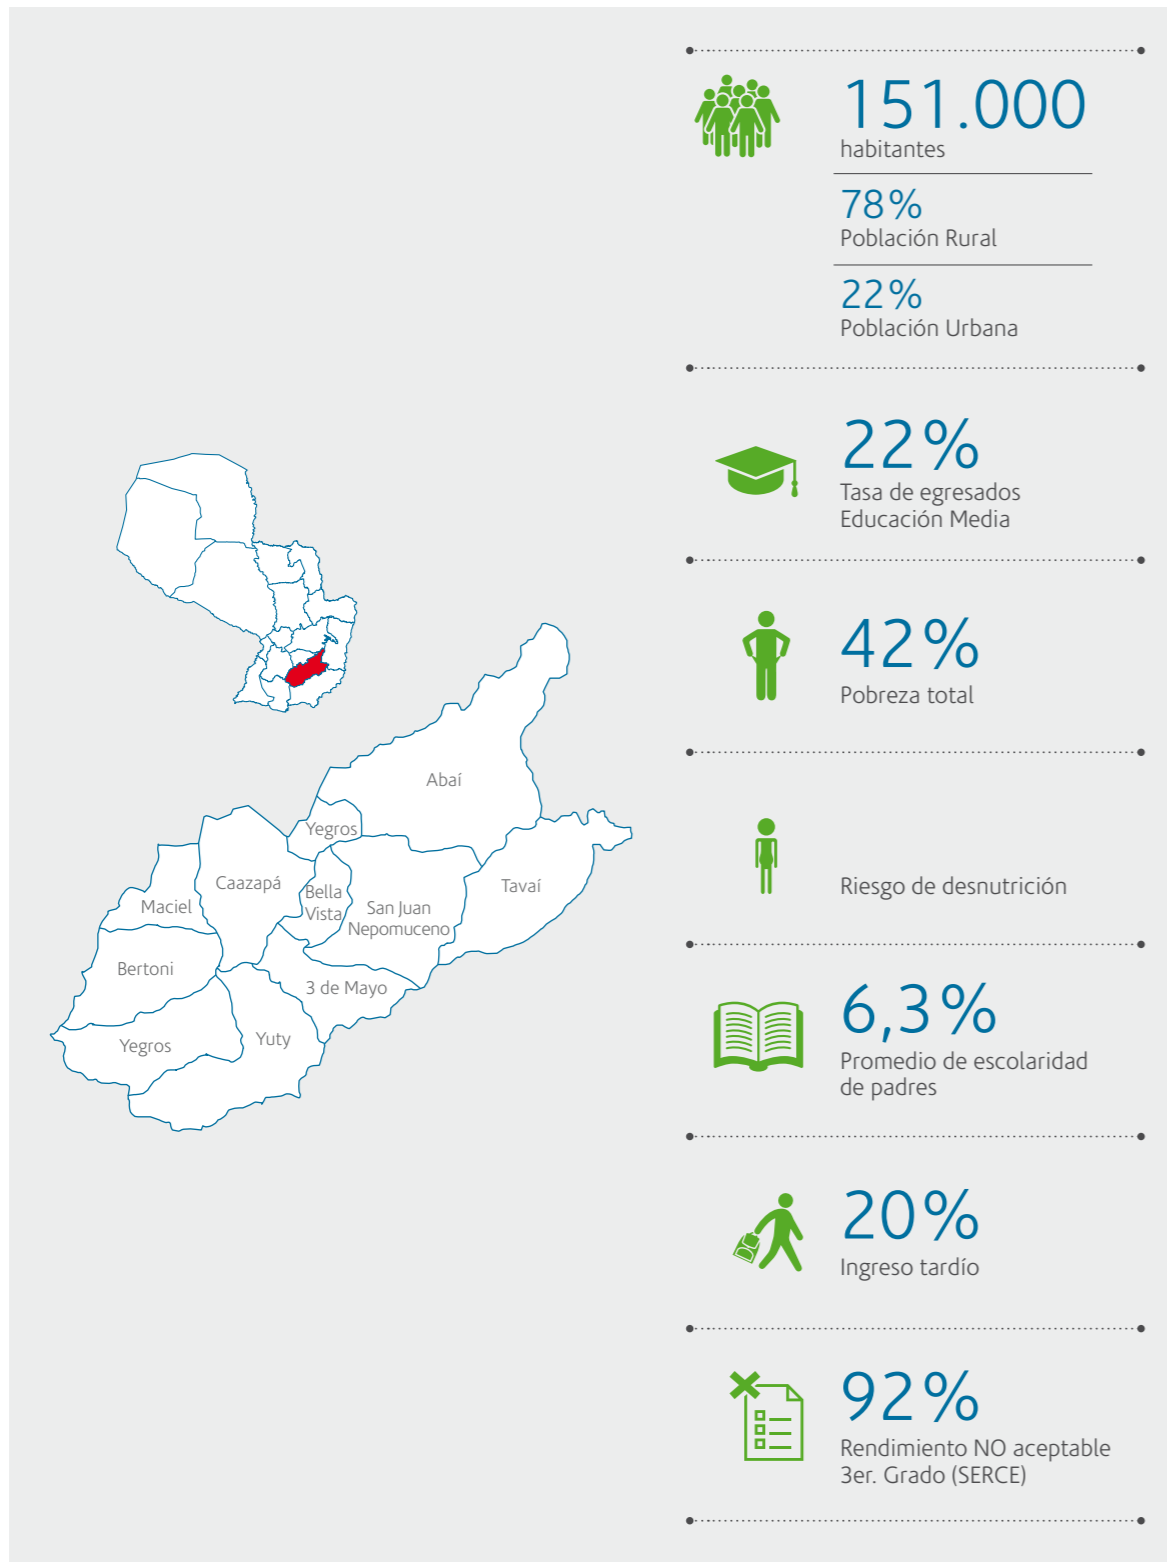 151.000
habitantes
78%
Población Rural
22%
Población Urbana
22%
Tasa de egresados
Educación Media
42%
Pobreza total
Riesgo de desnutrición
6,3%
Promedio de escolaridad
de padres
20%
Ingreso tardío
92%
Rendimiento NO aceptable
3er. Grado (SERCE)
Abaí
Yegros
Caazapá
Bella
Vista
Tavaí
Maciel
San Juan
Nepomuceno
Bertoni
3 de Mayo
Yegros
Yuty